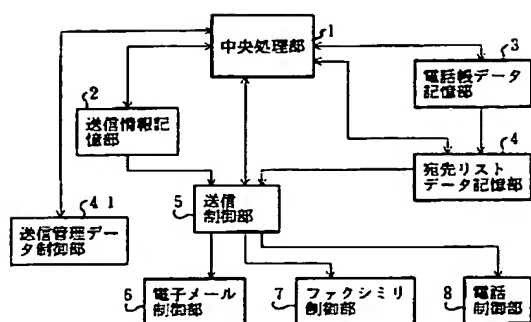 中央処理部
1
3
電話帳データ
記憶部
2
送信情報記
憶部
4
宛先リスト
データ記憶部
5
送信
制御部
4 1
送信管理デー
タ制御部
6
電子メール
制御部
7
ファクシミリ
制御部
8
電話
制御部